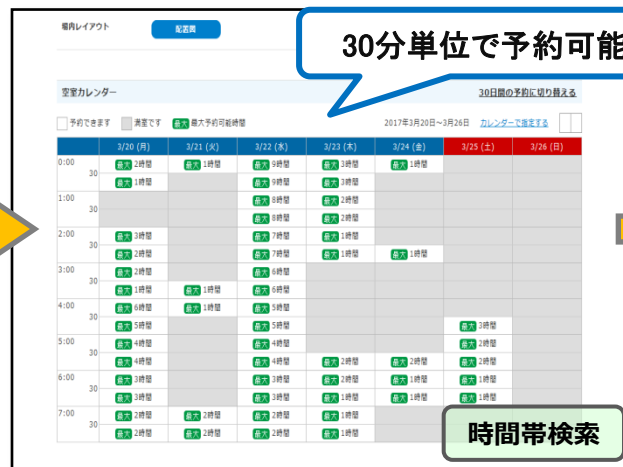 場内レイアウト 配置図
30分単位で予約可能
空室カレンダー 30日間の予約に切り替える
予約できます 満室です 最大 最大予約可能時間 2017年3月20日～3月26日 カレンダーで指定する
3/20 (月) 3/21 (火) 3/22 (水) 3/23 (木) 3/24 (金) 3/25 (土) 3/26 (日)
0:00 最大 2時間 最大 1時間 最大 9時間 最大 3時間 最大 1時間
30 最大 1時間 最大 9時間 最大 3時間
1:00 最大 8時間 最大 2時間
30 最大 8時間 最大 2時間
2:00 最大 3時間 最大 7時間 最大 1時間
30 最大 2時間 最大 7時間 最大 1時間 最大 1時間
3:00 最大 2時間 最大 6時間
30 最大 1時間 最大 1時間 最大 6時間
4:00 最大 6時間 最大 1時間 最大 5時間
30 最大 5時間 最大 5時間 最大 3時間
5:00 最大 4時間 最大 4時間 最大 2時間
30 最大 4時間 最大 4時間 最大 2時間 最大 2時間 最大 2時間
6:00 最大 3時間 最大 3時間 最大 2時間 最大 1時間 最大 1時間
30 最大 3時間 最大 3時間 最大 1時間 最大 1時間 最大 1時間
7:00 最大 2時間 最大 2時間 最大 2時間 最大 1時間
30 最大 2時間 最大 2時間 最大 2時間 最大 1時間
時間帯検索